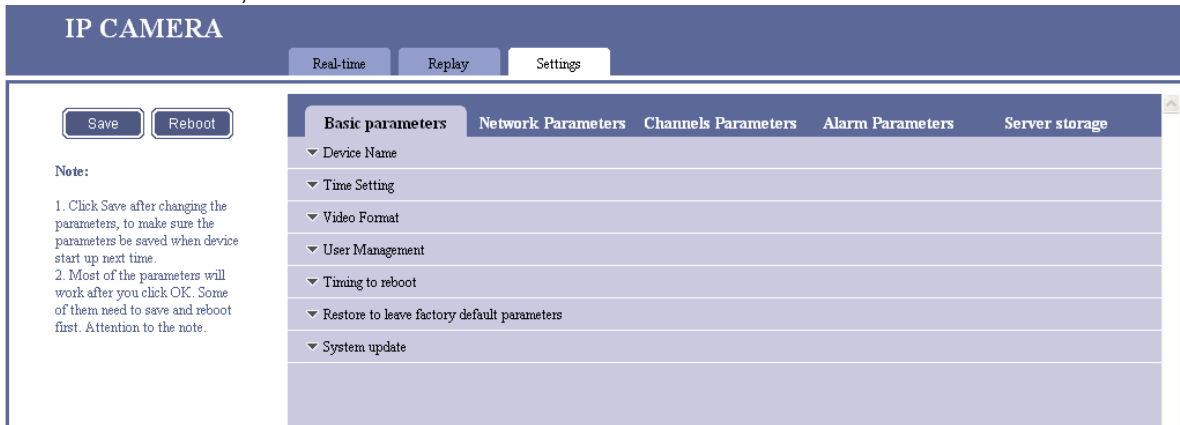 IP CAMERA
Real-time Replay Settings
Save Reboot
Note:
1. Click Save after changing the
parameters, to make sure the
parameters be saved when device
start up next time.
2. Most of the parameters will
work after you click OK. Some
of them need to save and reboot
first. Attention to the note.
Basic parameters Network Parameters Channels Parameters Alarm Parameters Server storage
Device Name
Time Setting
Video Format
User Management
Timing to reboot
Restore to leave factory default parameters
System update